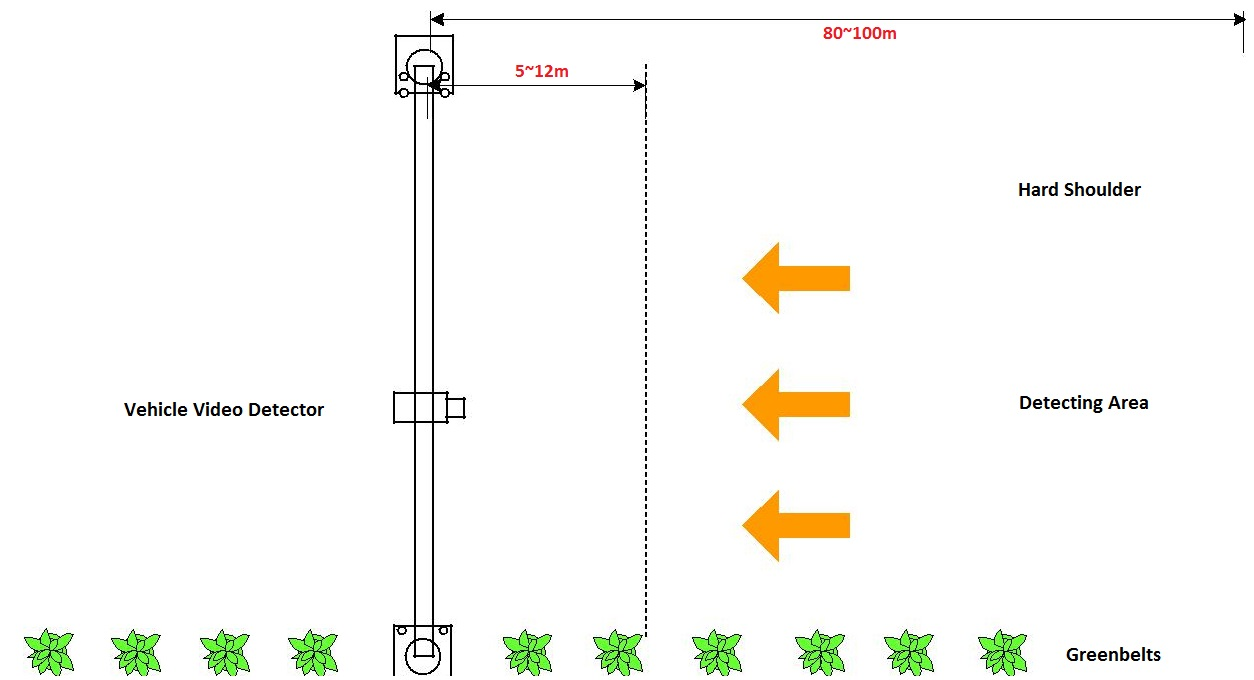 80~100m
5~12m
Hard Shoulder
Detecting Area
Vehicle Video Detector
Greenbelts